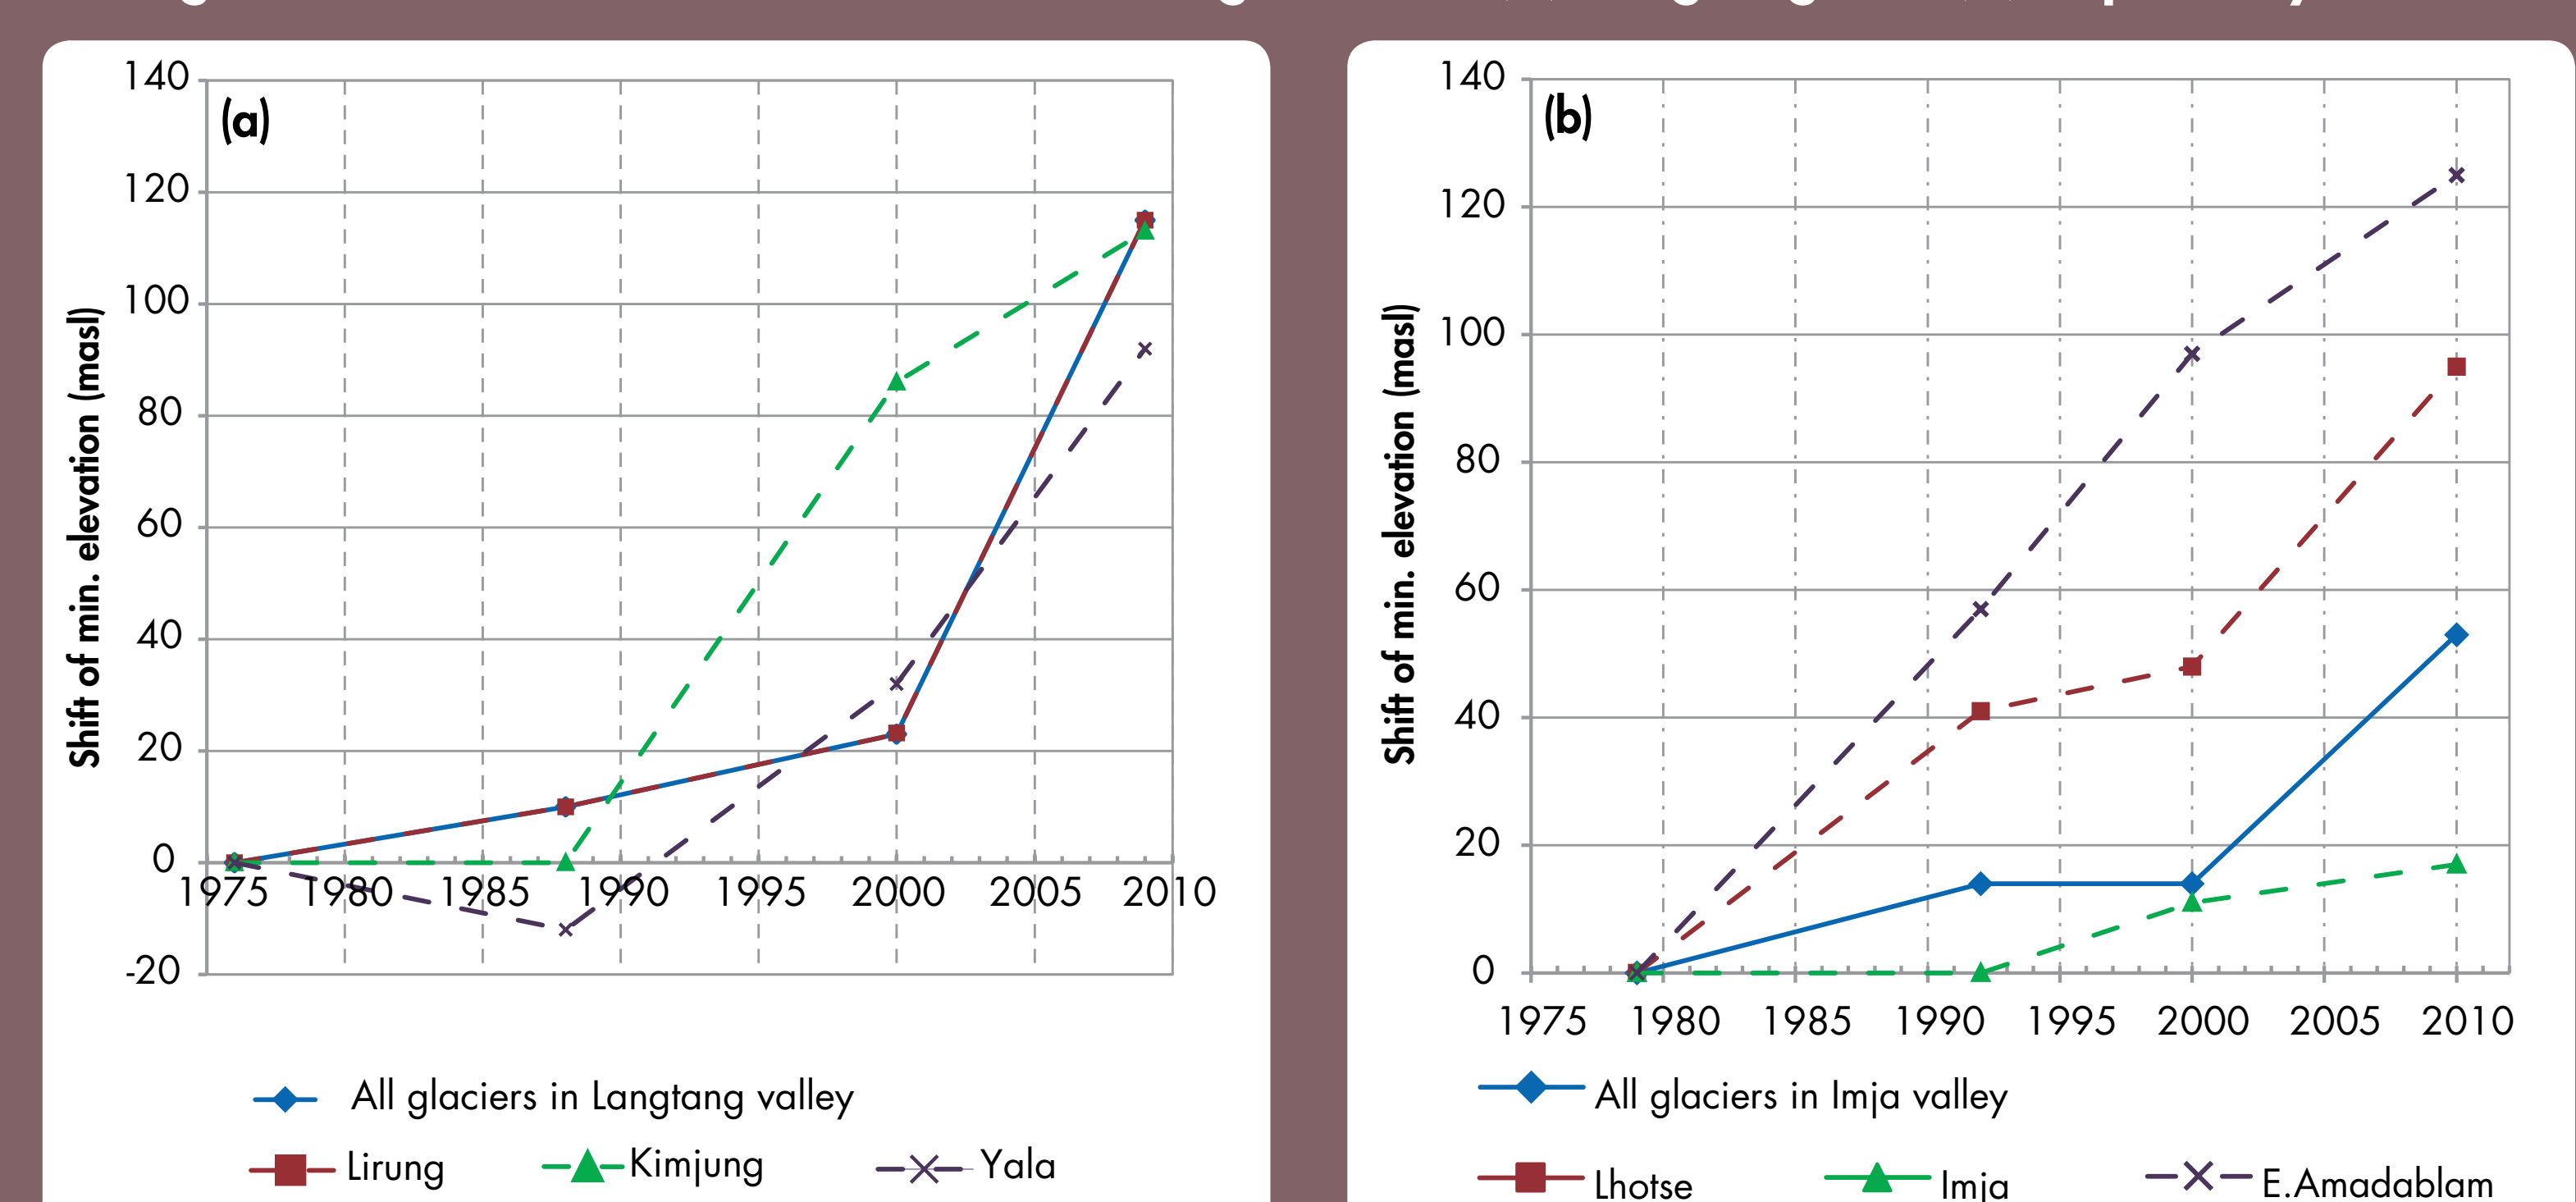 140
(a)
120
100
80
60
40
20
0
-20
1975 1980 1985 1990 1995 2000 2005 2010
Shift of min. elevation (masl)
All glaciers in Langtang valley
Lirung Kimjung Yala
140
(b)
120
100
80
60
40
20
0
1975 1980 1985 1990 1995 2000 2005 2010
Shift of min. elevation (masl)
All glaciers in Imja valley
Lhotse Imja E.Amadablam